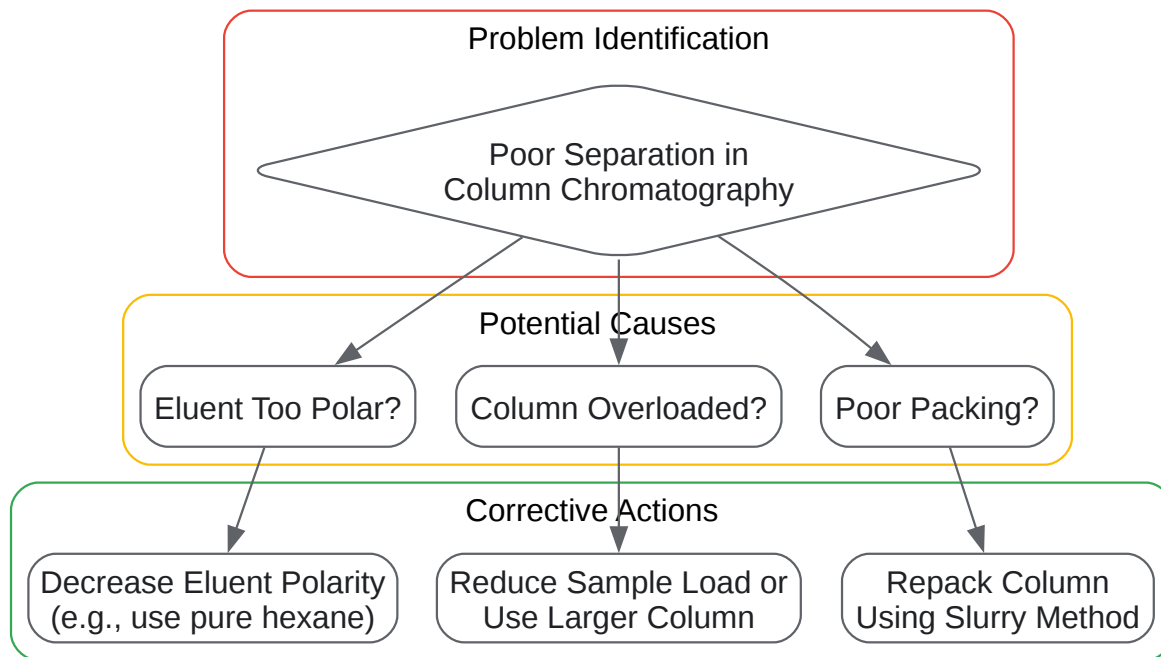 Problem Identification
Poor Separation in
Column Chromatography
Potential Causes
Eluent Too Polar?
Column Overloaded?
Poor Packing?
Corrective Actions
Decrease Eluent Polarity
(e.g., use pure hexane)
Reduce Sample Load or
Use Larger Column
Repack Column
Using Slurry Method